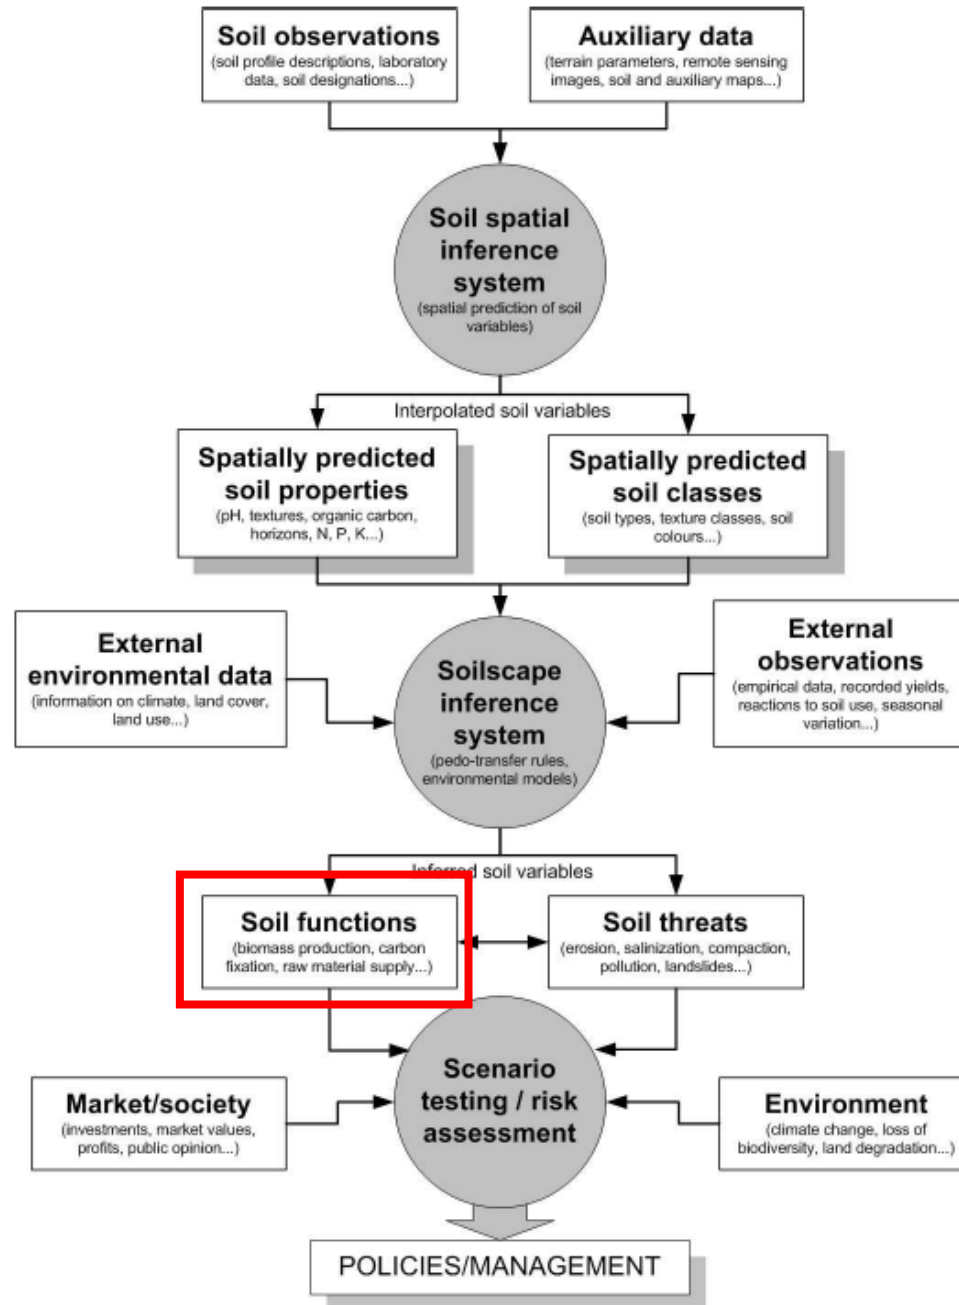 Soil observations
(soil profile descriptions, laboratory
data, soil designations...)
Auxiliary data
(terrain parameters, remote sensing
images, soil and auxiliary maps...)
Soil spatial
inference
system
(spatial prediction of soil
variables)
Interpolated soil variables
Spatially predicted
soil properties
(pH, textures, organic carbon,
horizons, N, P, K...)
Spatially predicted
soil classes
(soil types, texture classes, soil
colours...)
External
environmental data
(information on climate, land cover,
land use...)
Soilscape
inference
system
(pedo-transfer rules,
environmental models)
External
observations
(empirical data, recorded yields,
reactions to soil use, seasonal
variation...)
Inferred soil variables
Soil functions
(biomass production, carbon
fixation, raw material supply...)
Soil threats
(erosion, salinization, compaction,
pollution, landslides...)
Market/society
(investments, market values,
profits, public opinion...)
Scenario
testing / risk
assessment
Environment
(climate change, loss of
biodiversity, land degradation...)
POLICIES/MANAGEMENT